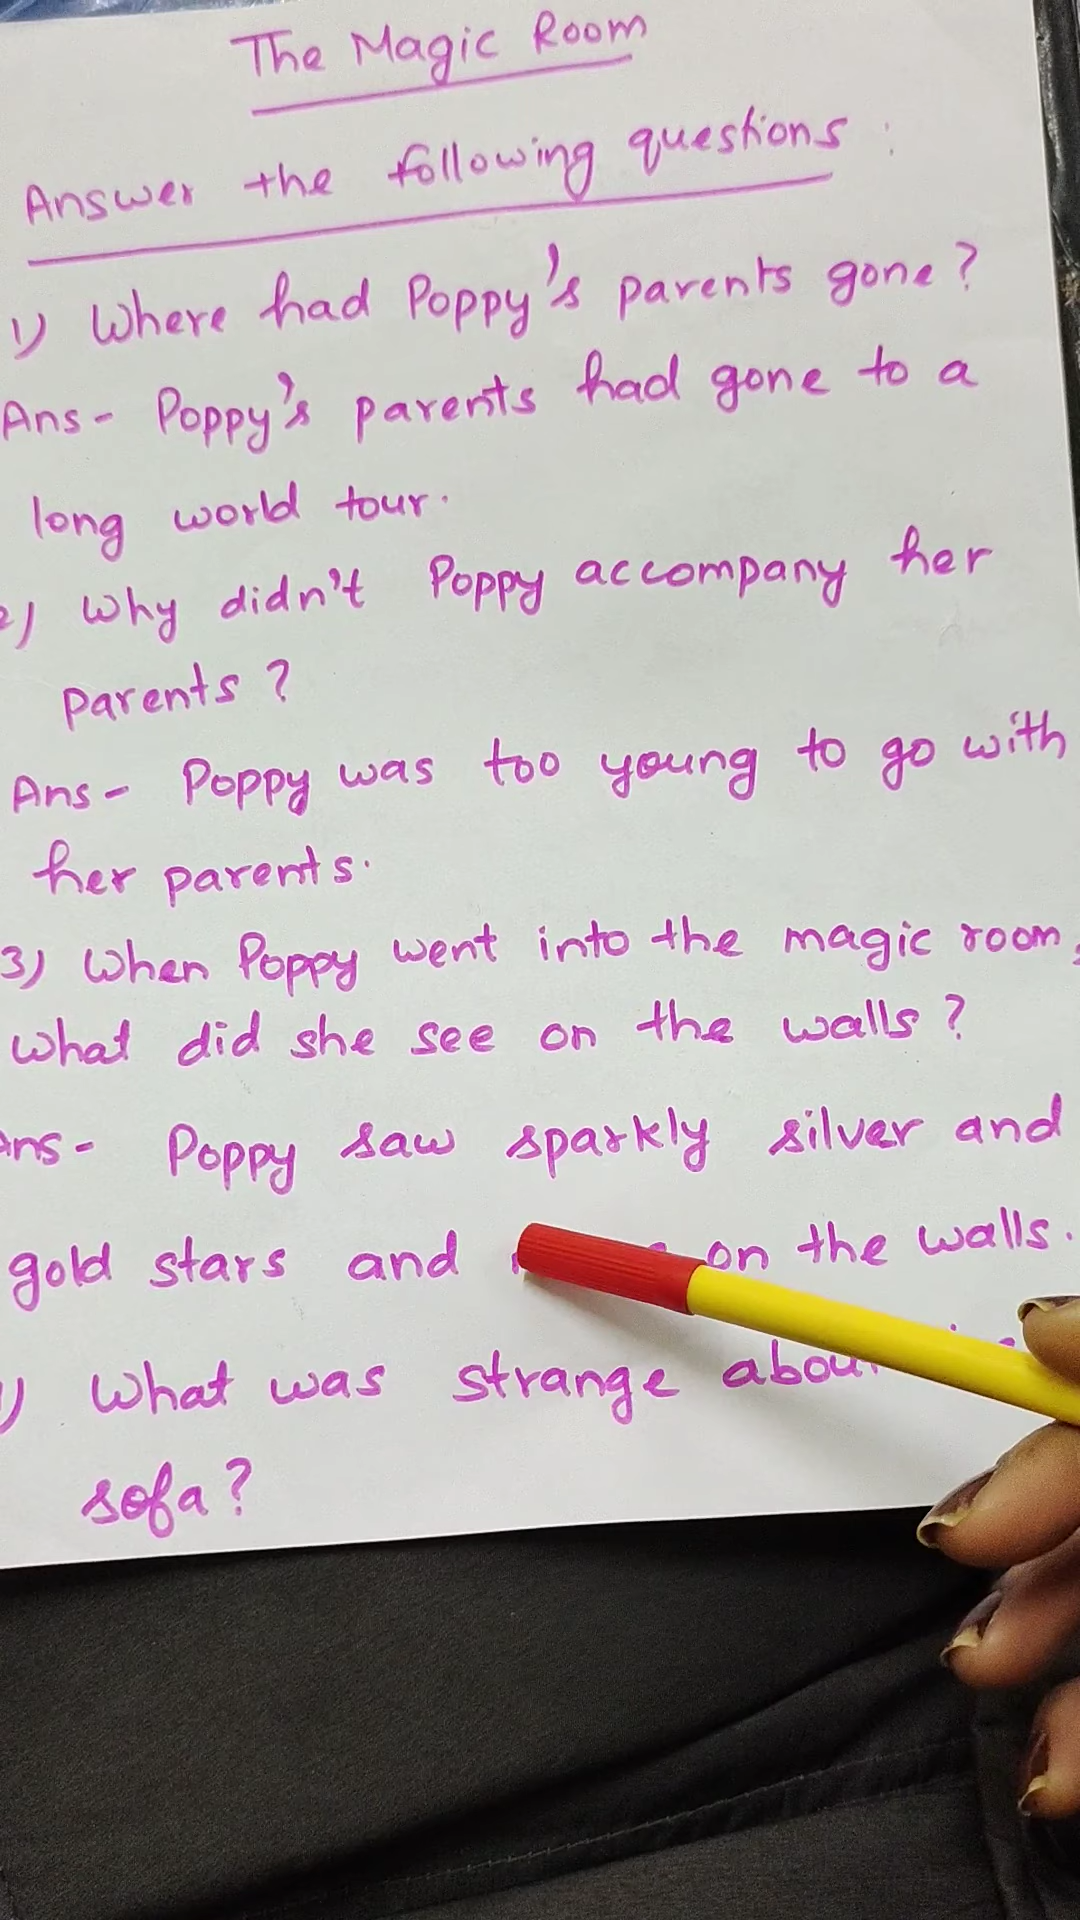 The Magic Room
Answer the following questions :
1) Where had Poppy's parents gone?
Ans- Poppy's parents had gone to a
long world tour.
2) Why didn't Poppy accompany her
parents?
Ans- Poppy was too young to go with
her parents.
3) When Poppy went into the magic room,
what did she see on the walls?
Ans- Poppy saw sparkly silver and
gold stars and on the walls.
) What was strange about
sofa?